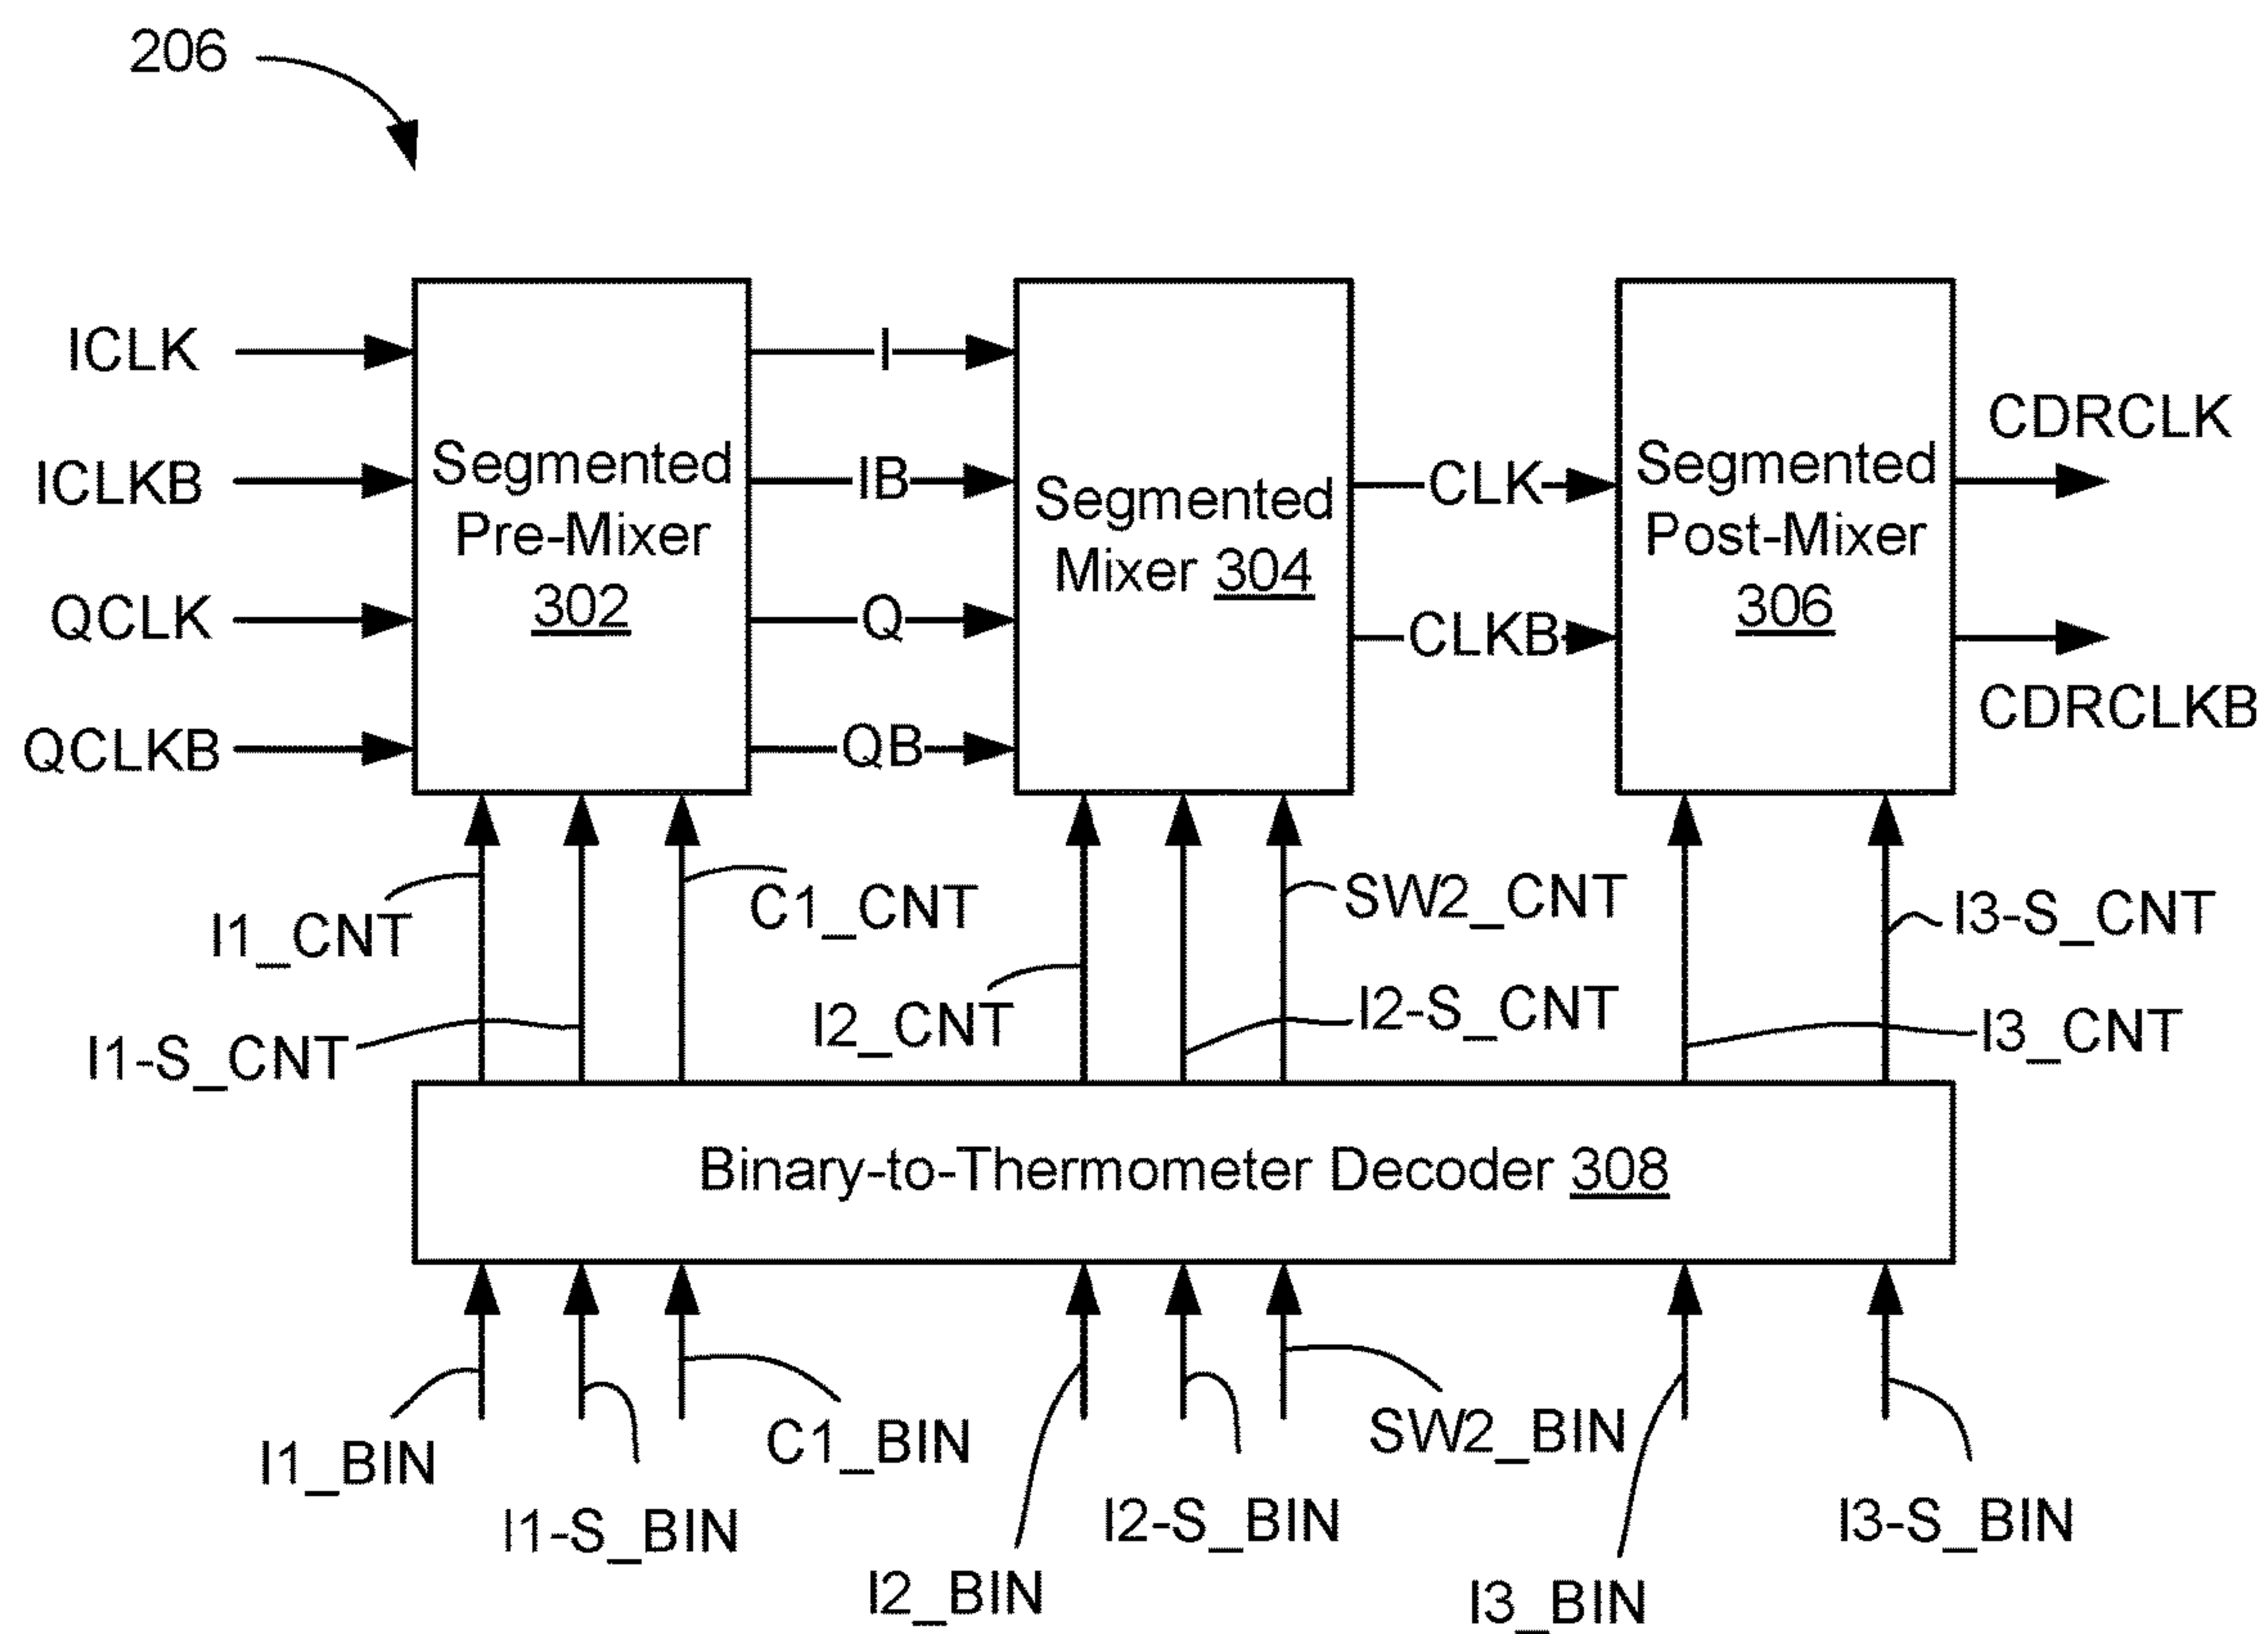 206
ICLK
ICLKB
QCLK
QCLKB
Segmented
Pre-Mixer
302
I
IB
Q
QB
Segmented
Mixer 304
CLK
CLKB
Segmented
Post-Mixer
306
CDRCLK
CDRCLKB
I1_CNT
I1-S_CNT
C1_CNT
I2_CNT
I2-S_CNT
SW2_CNT
I3-S_CNT
I3_CNT
Binary-to-Thermometer Decoder 308
I1_BIN
I1-S_BIN
C1_BIN
I2_BIN
I2-S_BIN
SW2_BIN
I3_BIN
I3-S_BIN